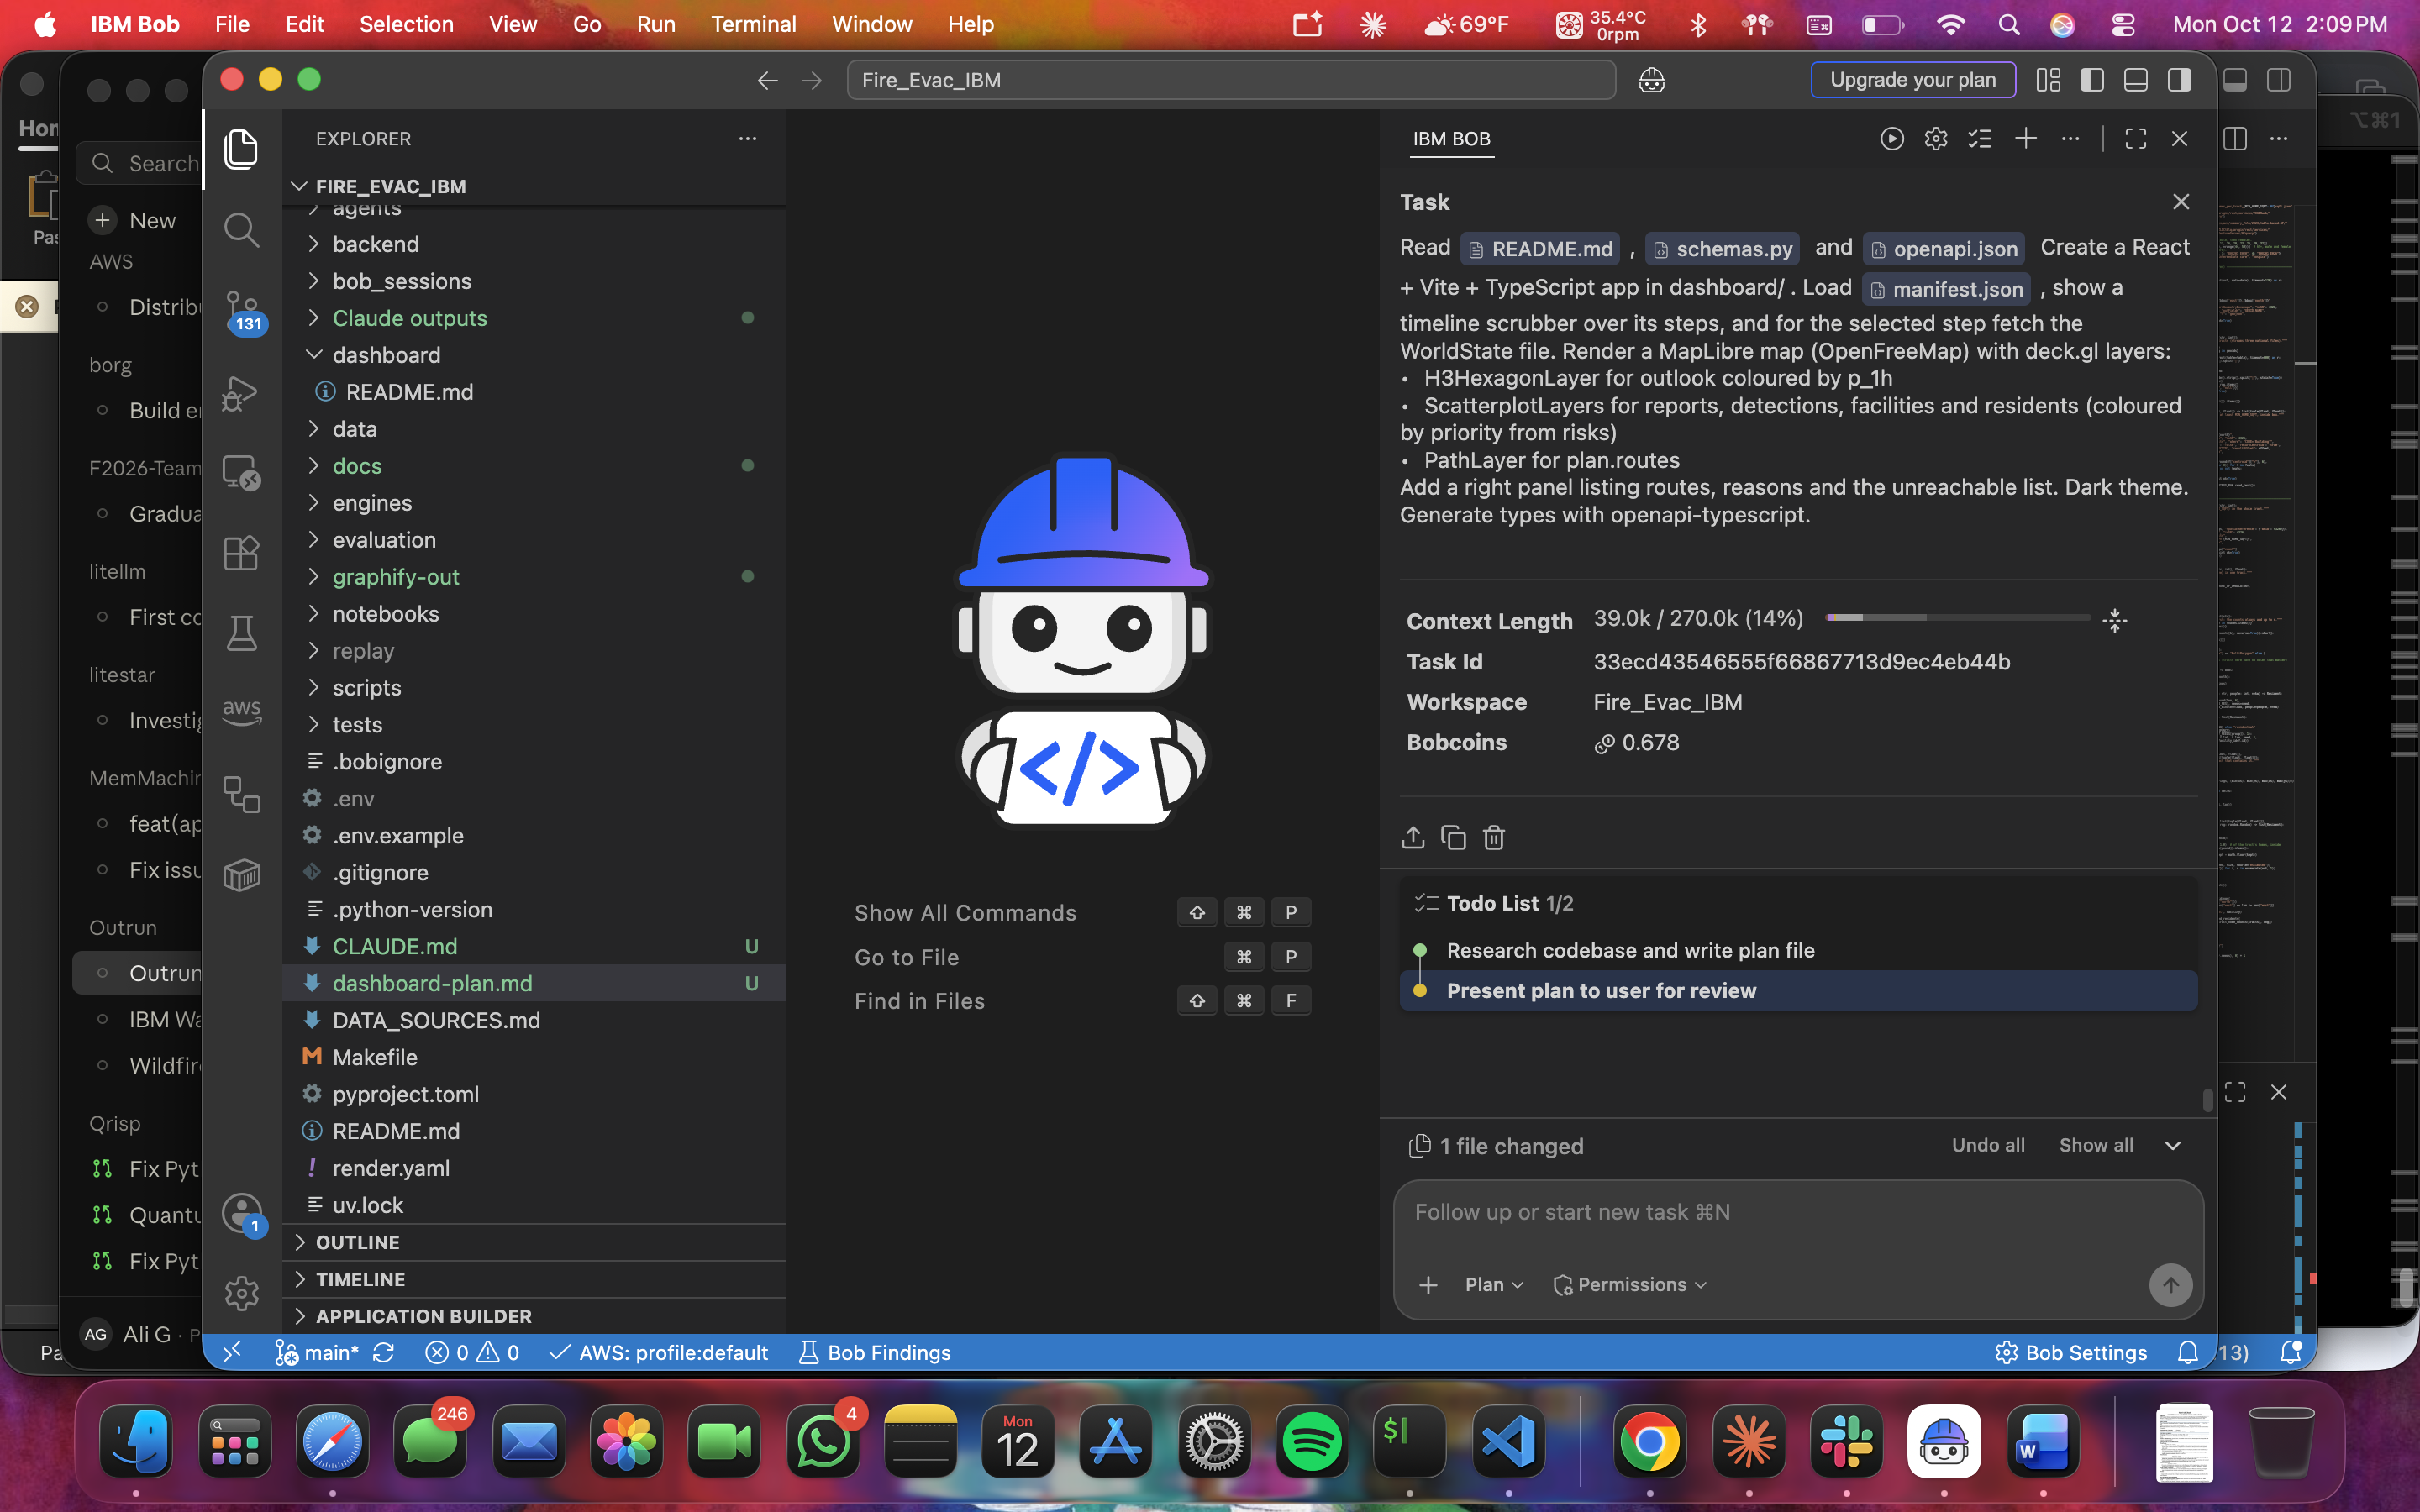 IBM Bob File Edit Selection View Go Run Terminal Window Help
69°F 35.4°C 0rpm Mon Oct 12 2:09 PM
Fire_Evac_IBM
Upgrade your plan
Search
New
AWS
borg
litellm
litestar
Outrun
Qrisp
Ali G
AG
EXPLORER
FIRE_EVAC_IBM
agents
backend
bob_sessions
131
Claude outputs
dashboard
README.md
data
docs
engines
evaluation
graphify-out
notebooks
replay
scripts
tests
aws
.bobignore
.env
.env.example
.gitignore
.python-version
CLAUDE.md U
dashboard-plan.md U
DATA_SOURCES.md
Makefile
pyproject.toml
README.md
render.yaml
uv.lock
1
OUTLINE
TIMELINE
APPLICATION BUILDER
Show All Commands ⇧ ⌘ P
Go to File ⌘ P
Find in Files ⇧ ⌘ F
IBM BOB
⌥⌘1
Task
Read README.md , schemas.py and openapi.json Create a React
+ Vite + TypeScript app in dashboard/ . Load manifest.json , show a
timeline scrubber over its steps, and for the selected step fetch the
WorldState file. Render a MapLibre map (OpenFreeMap) with deck.gl layers:
• H3HexagonLayer for outlook coloured by p_1h
• ScatterplotLayers for reports, detections, facilities and residents (coloured
by priority from risks)
• PathLayer for plan.routes
Add a right panel listing routes, reasons and the unreachable list. Dark theme.
Generate types with openapi-typescript.
Context Length 39.0k / 270.0k (14%)
Task Id 33ecd43546555f66867713d9ec4eb44b
Workspace Fire_Evac_IBM
Bobcoins 0.678
Todo List 1/2
Research codebase and write plan file
Present plan to user for review
1 file changed Undo all Show all
Follow up or start new task ⌘N
Plan Permissions
main* 0 0 AWS: profile:default Bob Findings Bob Settings 13)
246
4
Mon
12
$
W